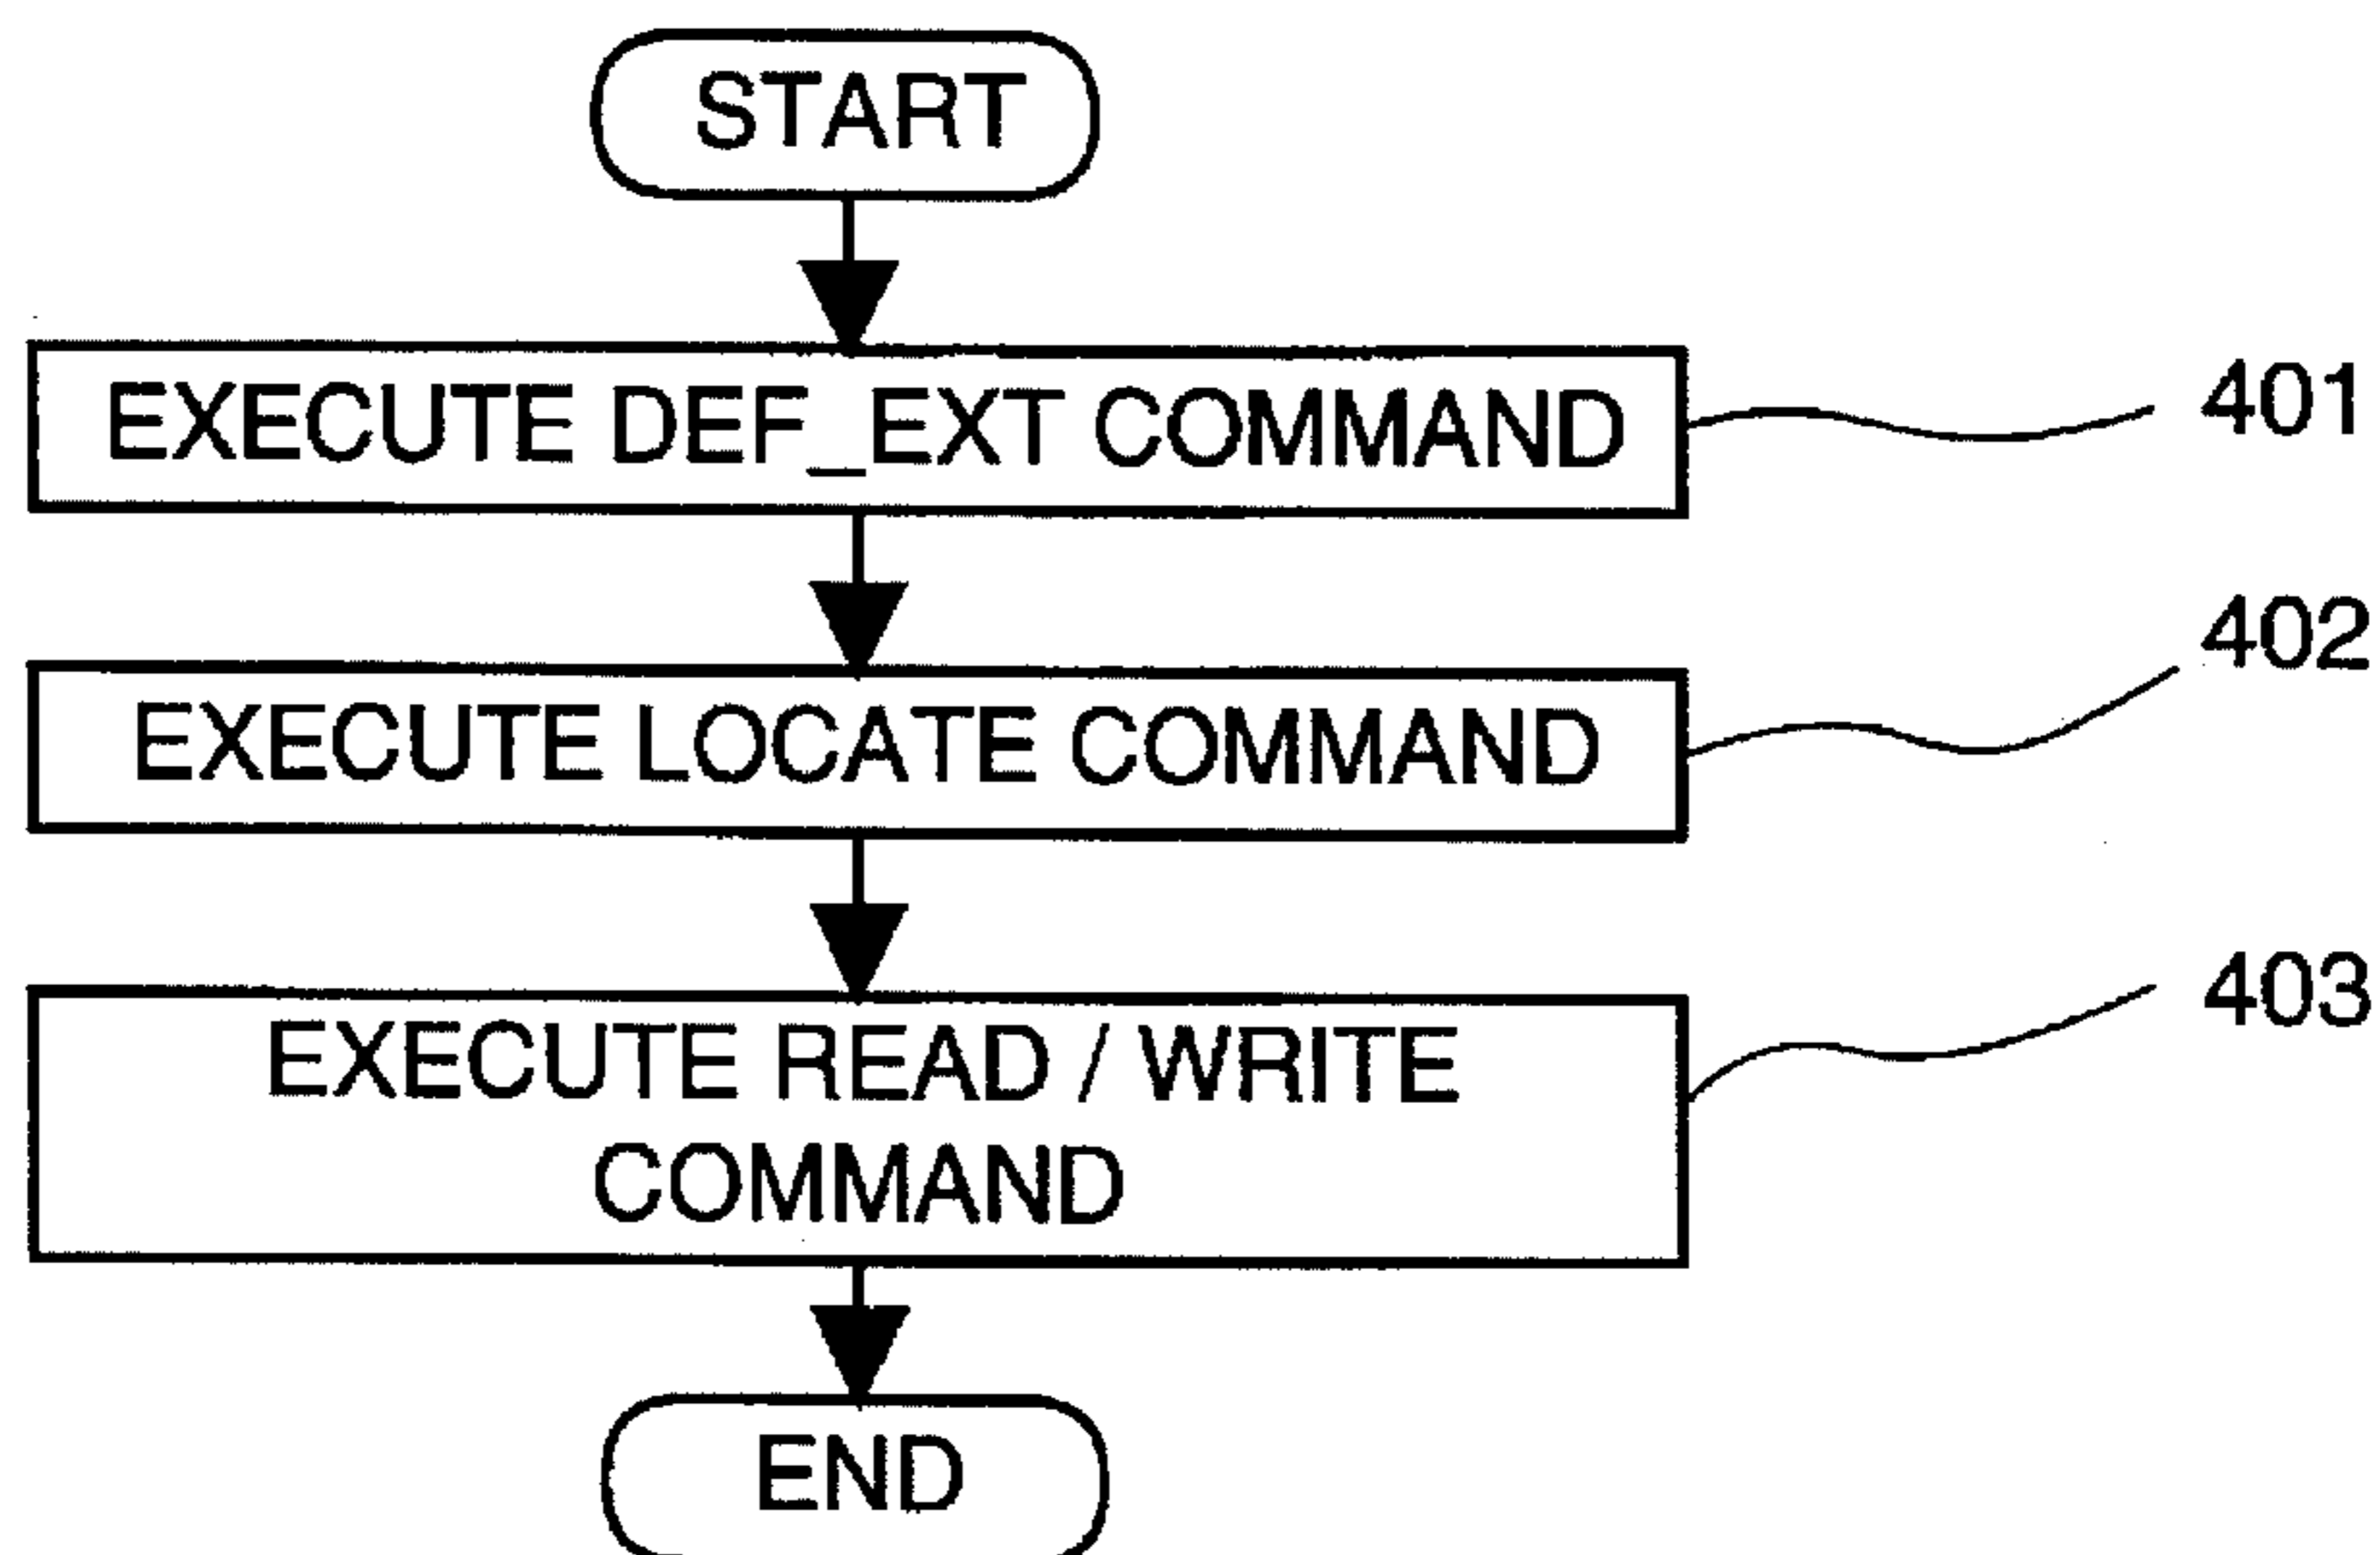 START
EXECUTE DEF_EXT COMMAND
401
EXECUTE LOCATE COMMAND
402
EXECUTE READ / WRITE
COMMAND
403
END